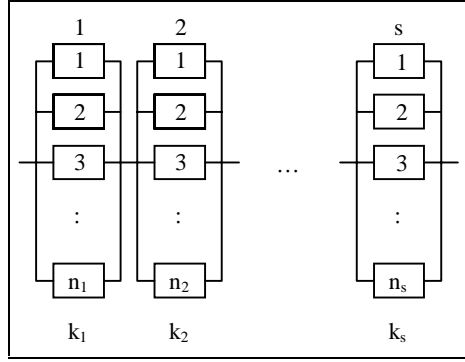 1 2 s
1 1 1
2 2 2
3 3 ... 3
: : :
n₁ n₂ nₛ
k₁ k₂ kₛ